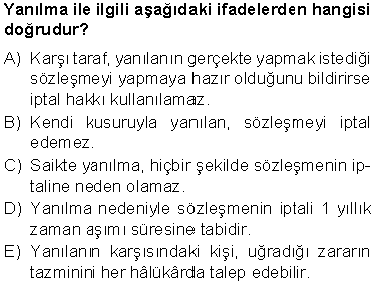 Yanılma ile ilgili aşağıdaki ifadelerden hangisi
doğrudur?
A) Karşı taraf, yanılanın gerçekte yapmak istediği
sözleşmeyi yapmaya hazır olduğunu bildirirse
iptal hakkı kullanılamaz.
B) Kendi kusuruyla yanılan, sözleşmeyi iptal
edemez.
C) Saikte yanılma, hiçbir şekilde sözleşmenin ip-
taline neden olamaz.
D) Yanılma nedeniyle sözleşmenin iptali 1 yıllık
zaman aşımı süresine tabidir.
E) Yanılanın karşısındaki kişi, uğradığı zararın
tazminini her hâlükârda talep edebilir.